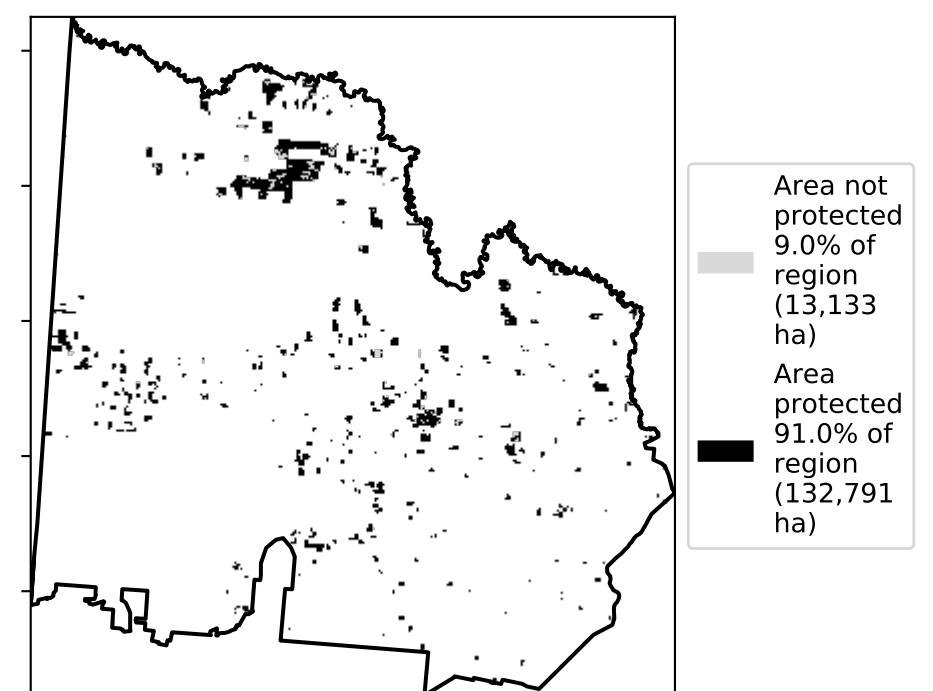 Area not
protected
9.0% of
region
(13,133
ha)
Area
protected
91.0% of
region
(132,791
ha)